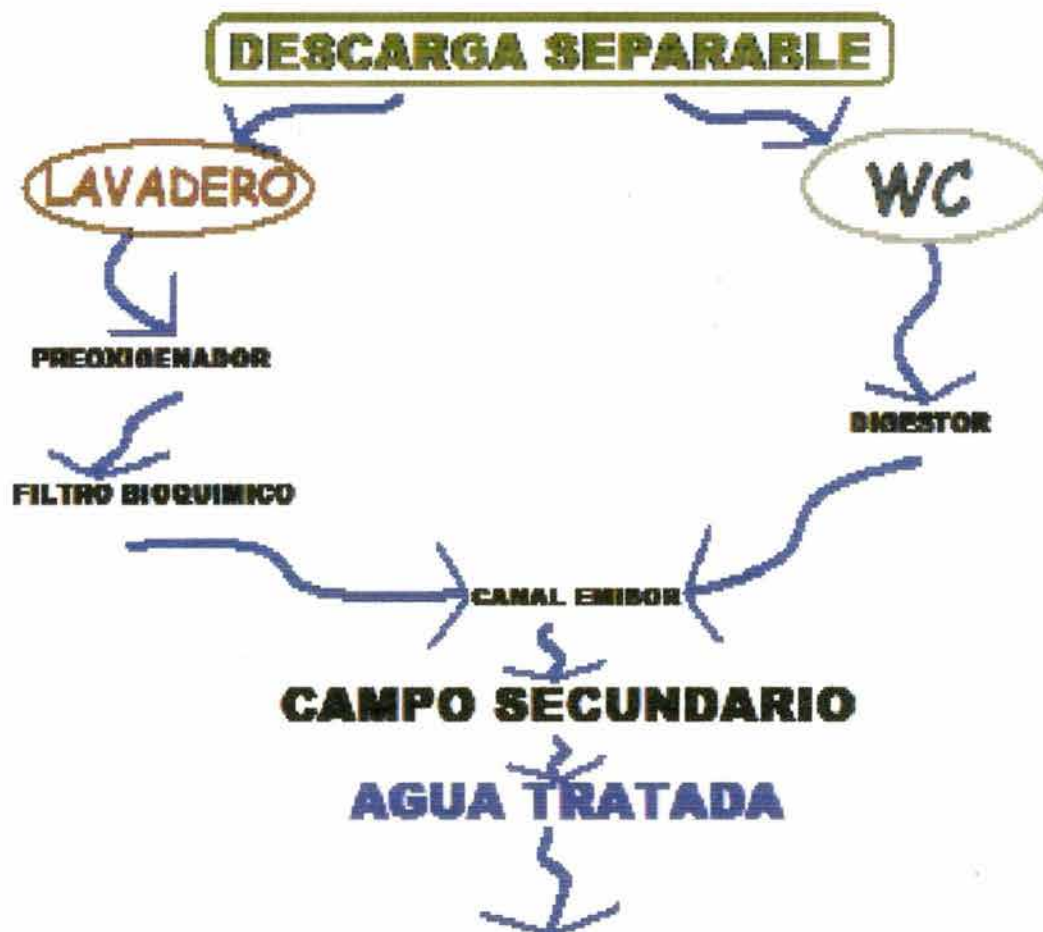 DESCARGA SEPARABLE
LAVADERO
WC
PREOXIGENADOR
DIGESTOR
FILTRO BIOQUIMICO
CANAL EMISOR
CAMPO SECUNDARIO
AGUA TRATADA